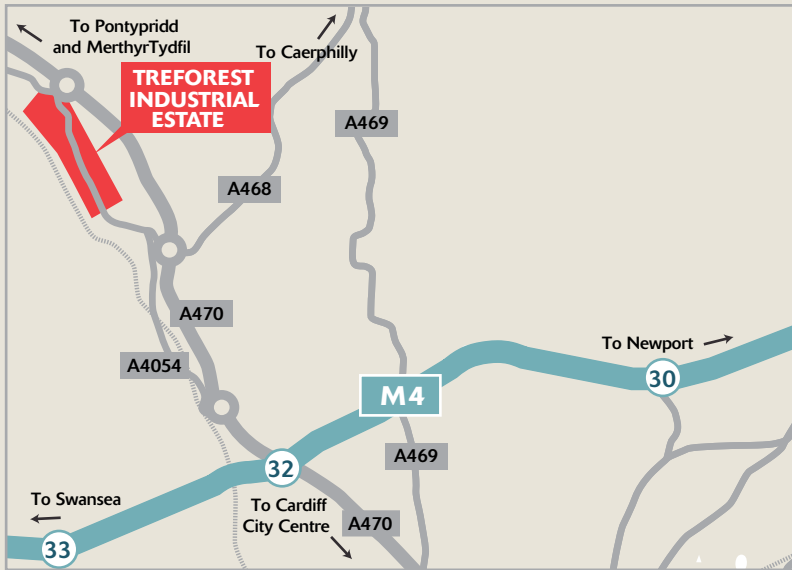 To Pontypridd
and MerthyrTydfil
To Caerphilly
TREFOREST
INDUSTRIAL
ESTATE
A469
A468
A470
To Newport
A4054
30
M4
A469
32
To Swansea
To Cardiff
City Centre
A470
33